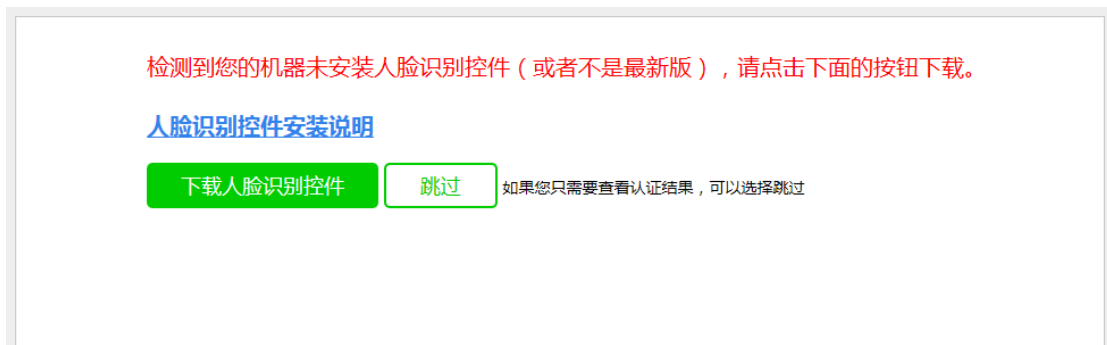 检测到您的机器未安装人脸识别控件（或者不是最新版），请点击下面的按钮下载。
人脸识别控件安装说明
下载人脸识别控件 跳过 如果您只需要查看认证结果，可以选择跳过